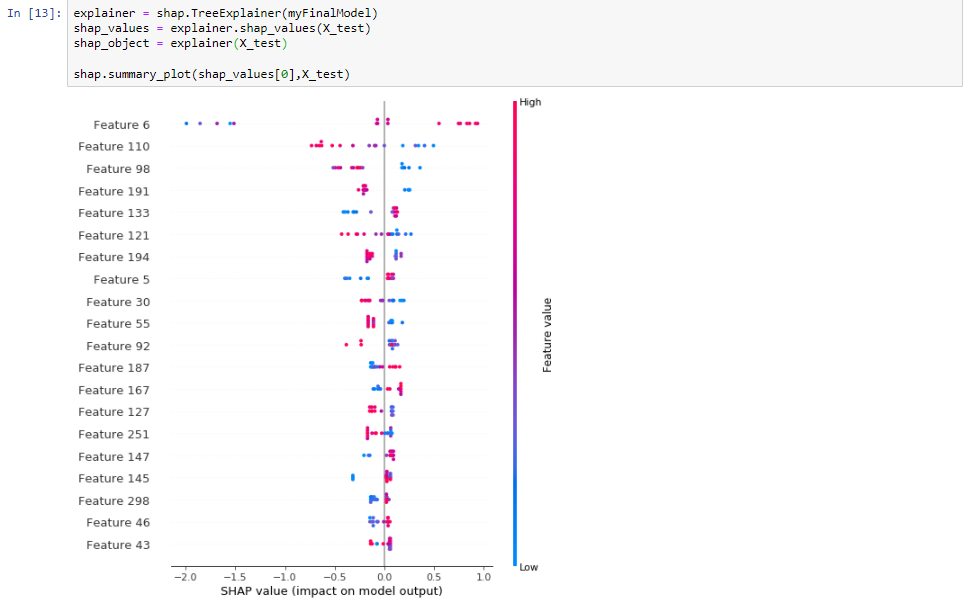 In [13]:
explainer = shap.TreeExplainer(myFinalModel)
shap_values = explainer.shap_values(X_test)
shap_object = explainer(X_test)
shap.summary_plot(shap_values[0],X_test)
High
Feature 6
Feature 110
Feature 98
Feature 191
Feature 133
Feature 121
Feature 194
Feature 5
Feature 30
Feature 55
Feature 92
Feature 187
Feature 167
Feature 127
Feature 251
Feature 147
Feature 145
Feature 298
Feature 46
Feature 43
Feature value
Low
−2.0 −1.5 −1.0 −0.5 0.0 0.5 1.0
SHAP value (impact on model output)